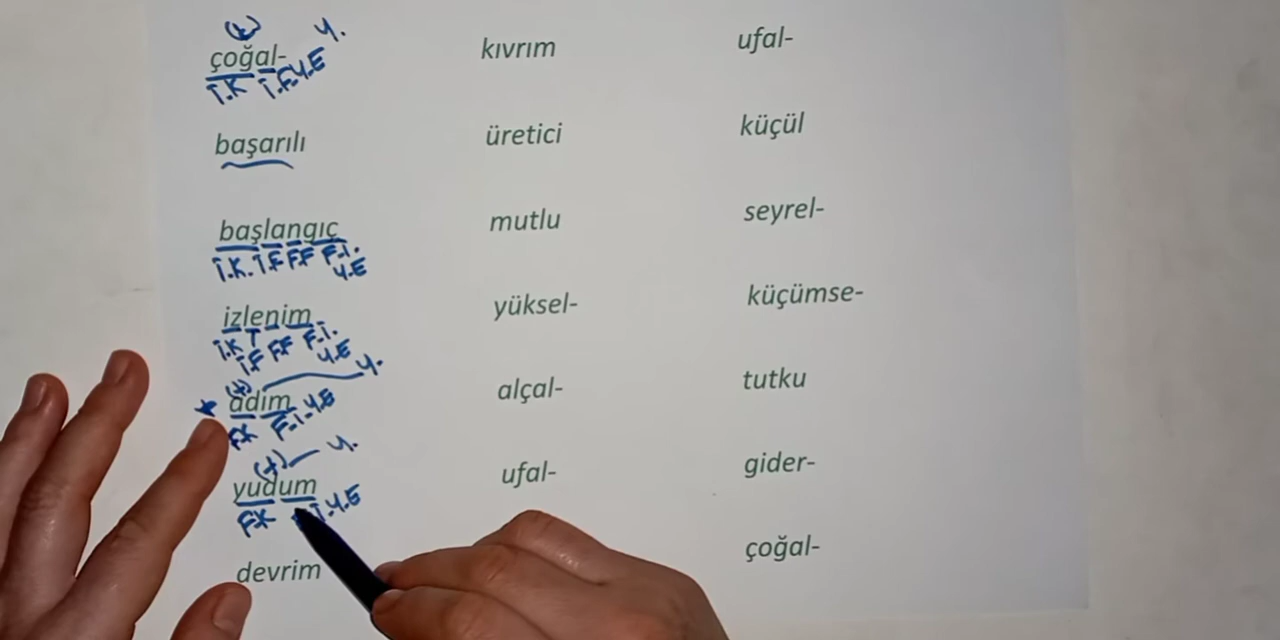 (k) Y.
çoğal-
İ.K İ.F.Y.E
başarılı
başlangıç
İ.K. İ.F F.F F.İ.
Y.E
izlenim
İ.K İ.F F.F F.İ.
Y.E
(t) Y.
* adım
F.K F.İ.Y.E
(t) Y.
yudum
F.K İ.Y.E
devrim
kıvrım
üretici
mutlu
yüksel-
alçal-
ufal-
ufal-
küçül
seyrel-
küçümse-
tutku
gider-
çoğal-